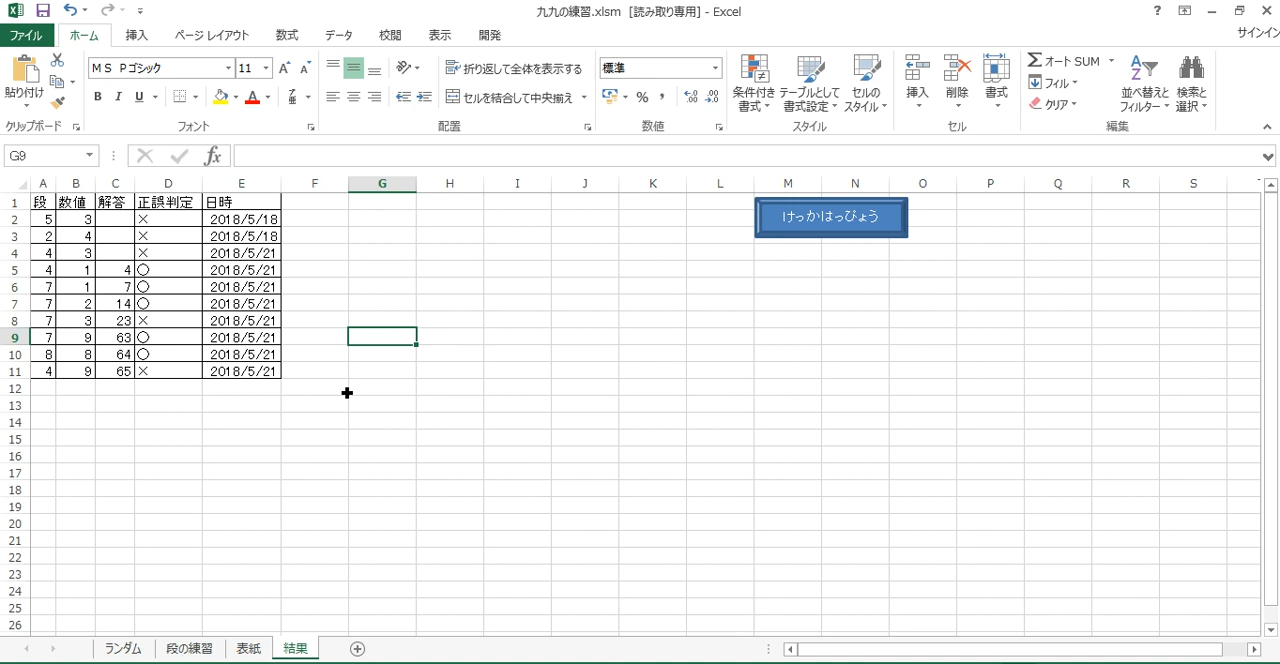 九九の練習.xlsm [読み取り専用] - Excel
ファイル ホーム 挿入 ページ レイアウト 数式 データ 校閲 表示 開発 サインイン
貼り付け
MS Pゴシック 11
B I U
折り返して全体を表示する
セルを結合して中央揃え
標準
条件付き書式
テーブルとして書式設定
セルのスタイル
挿入 削除 書式
Σ オート SUM
フィル
クリア
並べ替えとフィルター
検索と選択
クリップボード フォント 配置 数値 スタイル セル 編集
G9 fx
A B C D E F G H I J K L M N O P Q R S
1 段 数値 解答 正誤判定 日時
2 5 3 × 2018/5/18
3 2 4 × 2018/5/18
4 4 3 × 2018/5/21
5 4 1 4 ○ 2018/5/21
6 7 1 7 ○ 2018/5/21
7 7 2 14 ○ 2018/5/21
8 7 3 23 × 2018/5/21
9 7 9 63 ○ 2018/5/21
10 8 8 64 ○ 2018/5/21
11 4 9 65 × 2018/5/21
けっかはっぴょう
12
13
14
15
16
17
18
19
20
21
22
23
24
25
26
ランダム 段の練習 表紙 結果